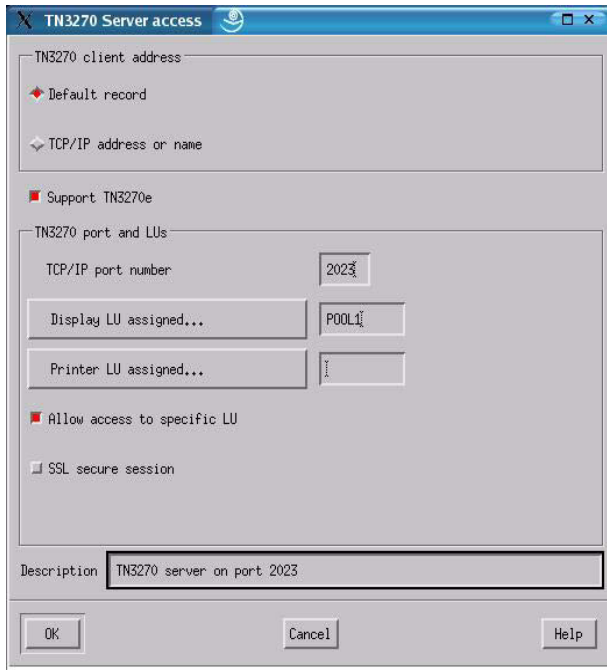 TN3270 Server access
TN3270 client address
Default record
TCP/IP address or name
Support TN3270e
TN3270 port and LUs
TCP/IP port number 2023
Display LU assigned... POOL1
Printer LU assigned...
Allow access to specific LU
SSL secure session
Description TN3270 server on port 2023
OK Cancel Help